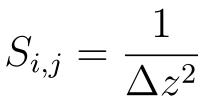 $S_{i,j} = \frac{1}{\Delta z^2}$